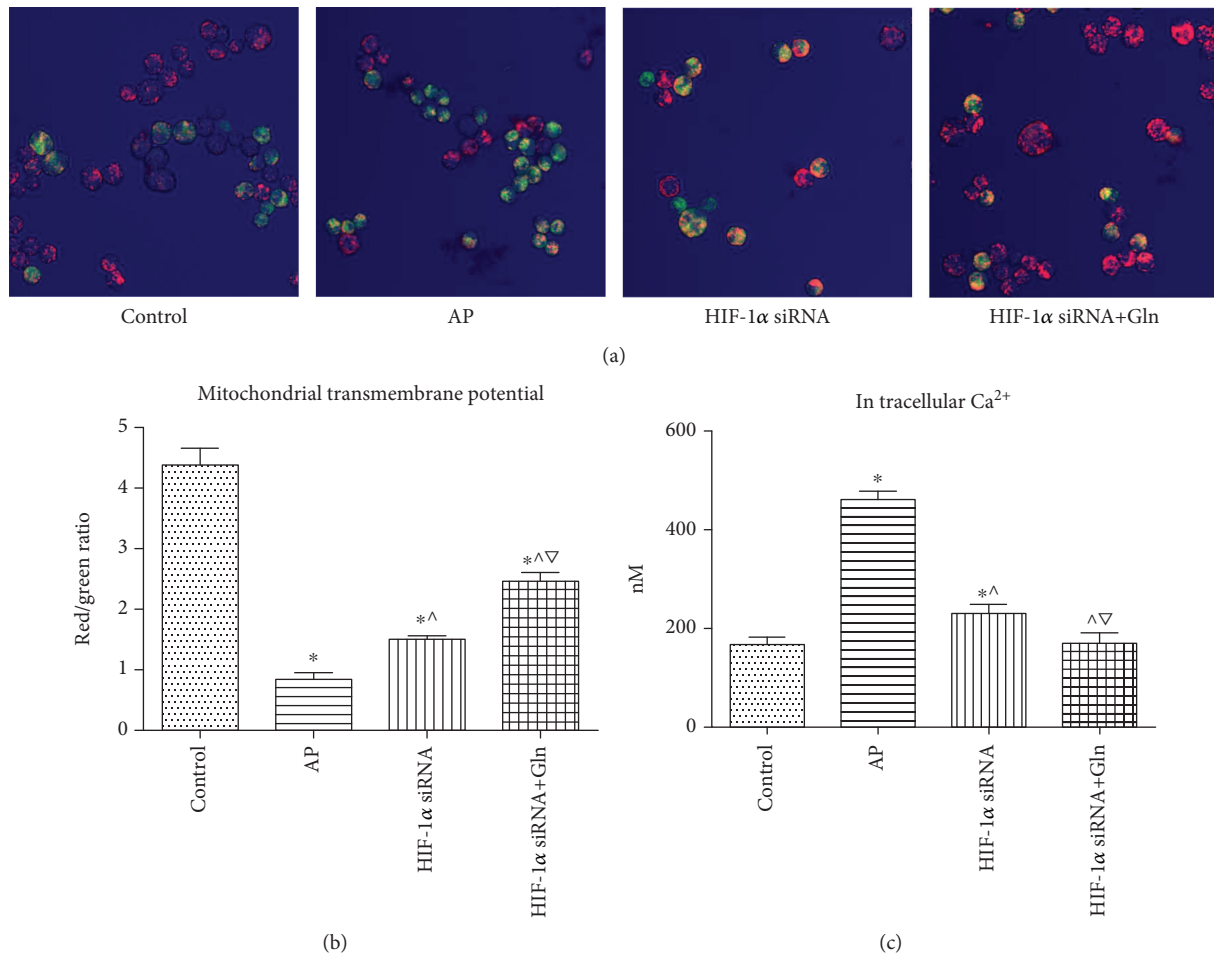 Control
AP
HIF-1α siRNA
HIF-1α siRNA+Gln
(a)
Mitochondrial transmembrane potential
Red/green ratio
5
4
3
2
1
0
*
*^
*^▽
Control
AP
HIF-1α siRNA
HIF-1α siRNA+Gln
(b)
In tracellular Ca²⁺
nM
600
400
200
0
*
*^
^▽
Control
AP
HIF-1α siRNA
HIF-1α siRNA+Gln
(c)